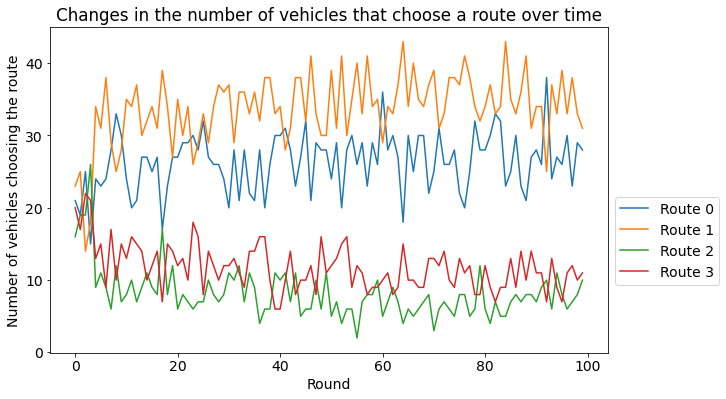 Changes in the number of vehicles that choose a route over time
Number of vehicles choosing the route
40
30
20
10
0
0 20 40 60 80 100
Round
Route 0
Route 1
Route 2
Route 3